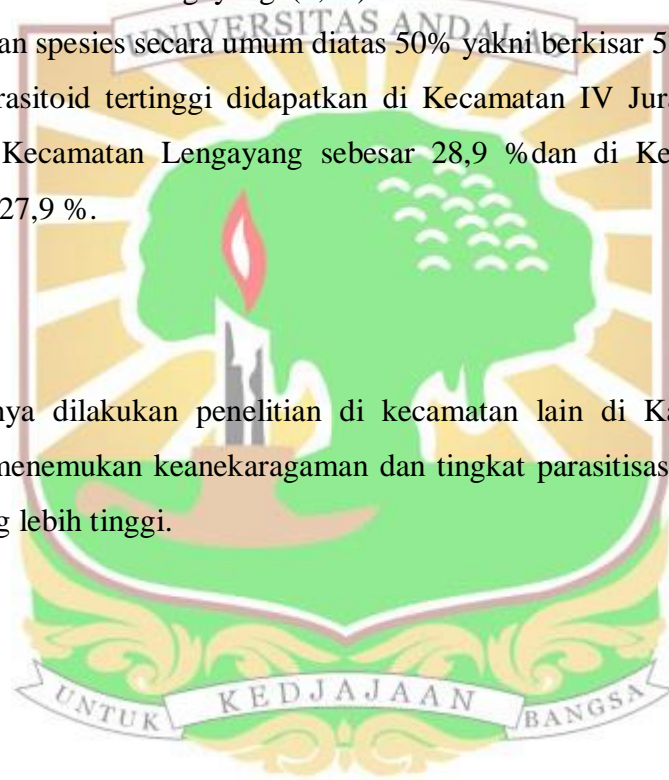 UNIVERSITAS ANDALAS
an spesies secara umum diatas 50% yakni berkisar 5
rasitoid tertinggi didapatkan di Kecamatan IV Jur
Kecamatan Lengayang sebesar 28,9 %dan di Ke
27,9 %.
nya dilakukan penelitian di kecamatan lain di Ka
menemukan keanekaragaman dan tingkat parasitisas
g lebih tinggi.
UNTUK KEDJAJAAN BANGSA